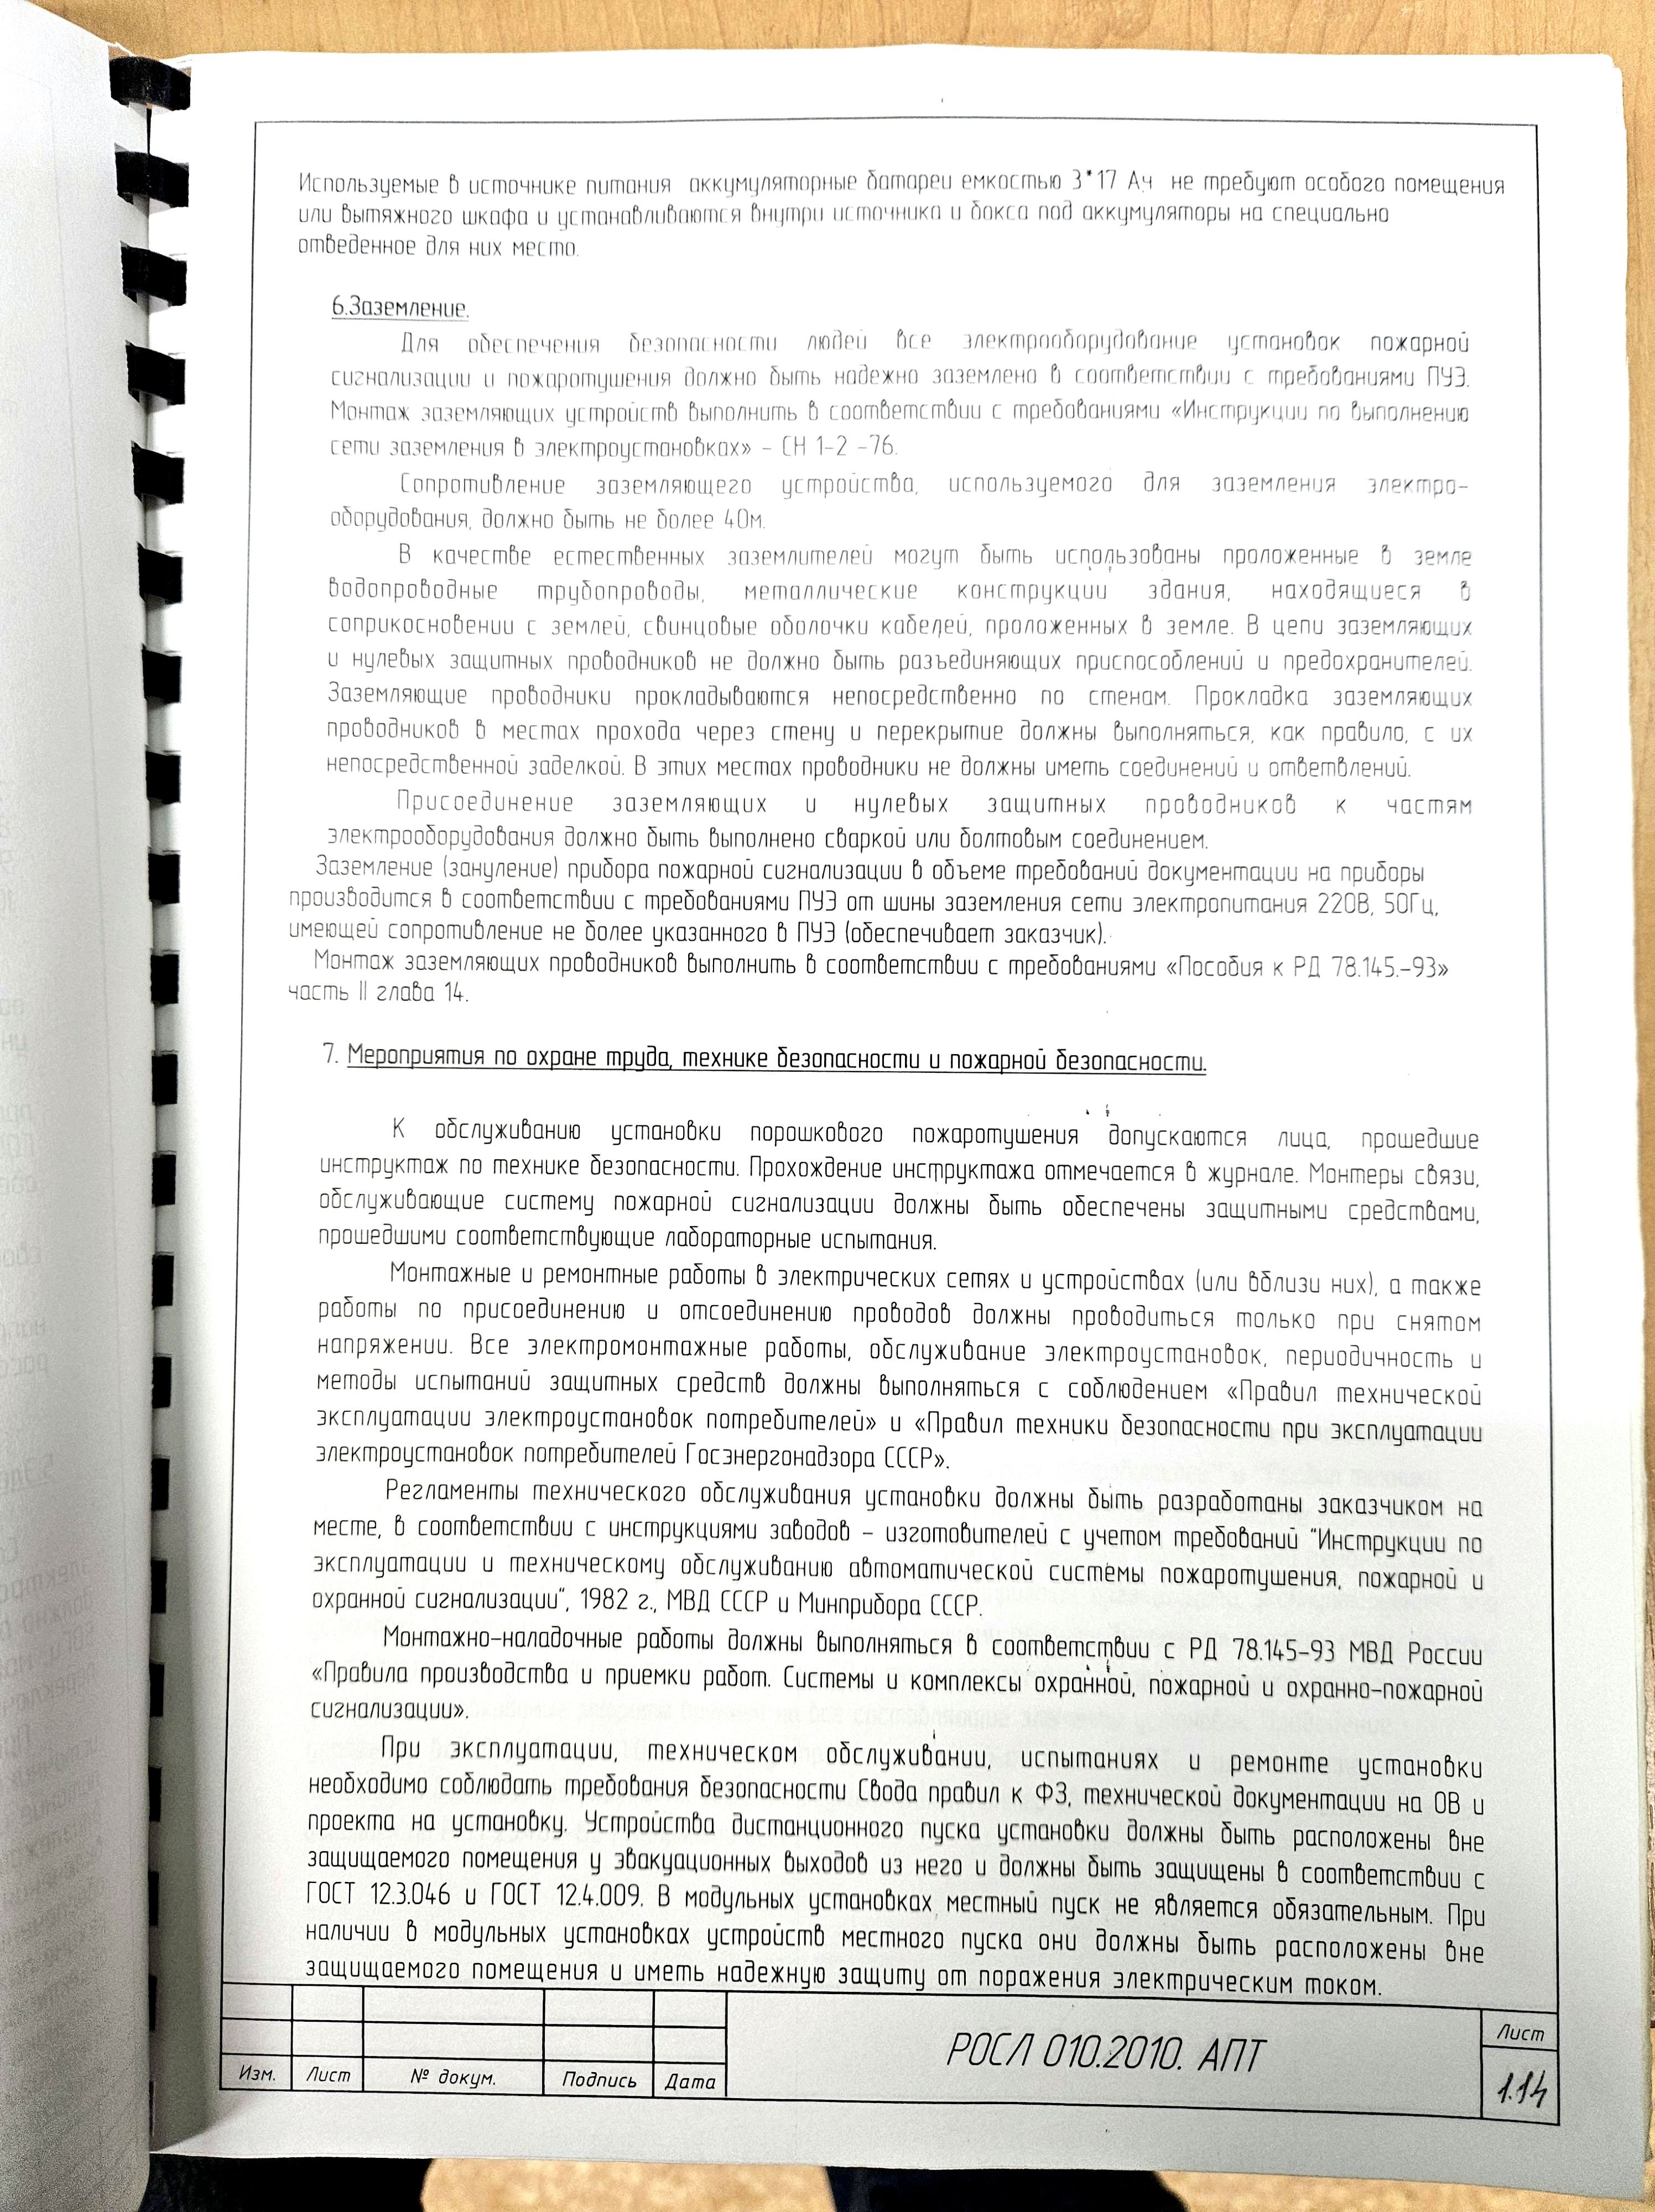 Используемые в источнике питания аккумуляторные батареи емкостью 3*17 Ач не требуют особого помещения
или вытяжного шкафа и устанавливаются внутри источника и бокса под аккумуляторы на специально
отведенное для них место.
6.Заземление.
Для обеспечения безопасности людей все электрооборудование установок пожарной
сигнализации и пожаротушения должно быть надежно заземлено в соответствии с требованиями ПУЭ.
Монтаж заземляющих устройств выполнить в соответствии с требованиями «Инструкции по выполнению
сети заземления в электроустановках» – СН 1-2 -76.
Сопротивление заземляющего устройства, используемого для заземления электро-
оборудования, должно быть не более 4Ом.
В качестве естественных заземлителей могут быть использованы проложенные в земле
водопроводные трубопроводы, металлические конструкции здания, находящиеся в
соприкосновении с землей, свинцовые оболочки кабелей, проложенных в земле. В цепи заземляющих
и нулевых защитных проводников не должно быть разъединяющих приспособлений и предохранителей.
Заземляющие проводники прокладываются непосредственно по стенам. Прокладка заземляющих
проводников в местах прохода через стену и перекрытие должны выполняться, как правило, с их
непосредственной заделкой. В этих местах проводники не должны иметь соединений и ответвлений.
Присоединение заземляющих и нулевых защитных проводников к частям
электрооборудования должно быть выполнено сваркой или болтовым соединением.
Заземление (зануление) прибора пожарной сигнализации в объеме требований документации на приборы
производится в соответствии с требованиями ПУЭ от шины заземления сети электропитания 220В, 50Гц,
имеющей сопротивление не более указанного в ПУЭ (обеспечивает заказчик).
Монтаж заземляющих проводников выполнить в соответствии с требованиями «Пособия к РД 78.145.-93»
часть II глава 14.
7. Мероприятия по охране труда, технике безопасности и пожарной безопасности.
К обслуживанию установки порошкового пожаротушения допускаются лица, прошедшие
инструктаж по технике безопасности. Прохождение инструктажа отмечается в журнале. Монтеры связи,
обслуживающие систему пожарной сигнализации должны быть обеспечены защитными средствами,
прошедшими соответствующие лабораторные испытания.
Монтажные и ремонтные работы в электрических сетях и устройствах (или вблизи них), а также
работы по присоединению и отсоединению проводов должны проводиться только при снятом
напряжении. Все электромонтажные работы, обслуживание электроустановок, периодичность и
методы испытаний защитных средств должны выполняться с соблюдением «Правил технической
эксплуатации электроустановок потребителей» и «Правил техники безопасности при эксплуатации
электроустановок потребителей Госэнергонадзора СССР».
Регламенты технического обслуживания установки должны быть разработаны заказчиком на
месте, в соответствии с инструкциями заводов – изготовителей с учетом требований "Инструкции по
эксплуатации и техническому обслуживанию автоматической системы пожаротушения, пожарной и
охранной сигнализации", 1982 г., МВД СССР и Минприбора СССР.
Монтажно-наладочные работы должны выполняться в соответствии с РД 78.145-93 МВД России
«Правила производства и приемки работ. Системы и комплексы охранной, пожарной и охранно-пожарной
сигнализации».
При эксплуатации, техническом обслуживании, испытаниях и ремонте установки
необходимо соблюдать требования безопасности Свода правил к ФЗ, технической документации на ОВ и
проекта на установку. Устройства дистанционного пуска установки должны быть расположены вне
защищаемого помещения у эвакуационных выходов из него и должны быть защищены в соответствии с
ГОСТ 12.3.046 и ГОСТ 12.4.009. В модульных установках местный пуск не является обязательным. При
наличии в модульных установках устройств местного пуска они должны быть расположены вне
защищаемого помещения и иметь надежную защиту от поражения электрическим током.
Изм. Лист № докум. Подпись Дата
РОСЛ 010.2010. АПТ
Лист
1.14